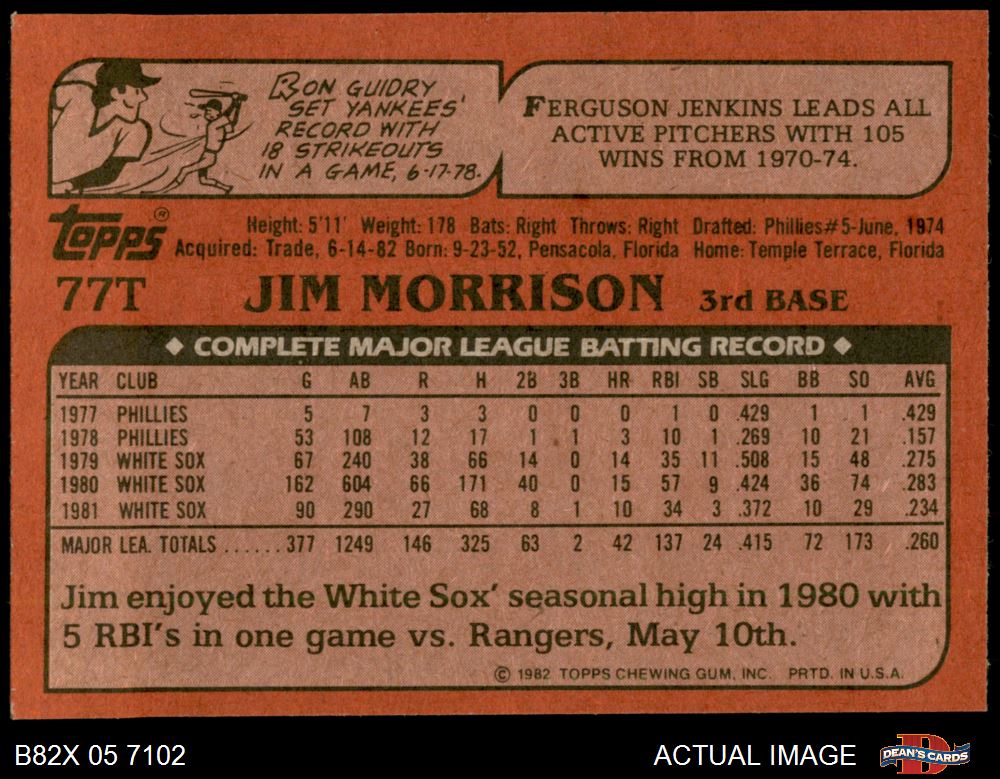 RON GUIDRY
SET YANKEES'
RECORD WITH
18 STRIKEOUTS
IN A GAME, 6-17-78.
FERGUSON JENKINS LEADS ALL
ACTIVE PITCHERS WITH 105
WINS FROM 1970-74.
Topps®
Height: 5'11' Weight: 178 Bats: Right Throws: Right Drafted: Phillies#5-June, 1974
Acquired: Trade, 6-14-82 Born: 9-23-52, Pensacola, Florida Home: Temple Terrace, Florida
77T JIM MORRISON 3rd BASE
◆ COMPLETE MAJOR LEAGUE BATTING RECORD ◆
YEAR CLUB G AB R H 2B 3B HR RBI SB SLG BB SO AVG
1977 PHILLIES 5 7 3 3 0 0 0 1 0 .429 1 1 .429
1978 PHILLIES 53 108 12 17 1 1 3 10 1 .269 10 21 .157
1979 WHITE SOX 67 240 38 66 14 0 14 35 11 .508 15 48 .275
1980 WHITE SOX 162 604 66 171 40 0 15 57 9 .424 36 74 .283
1981 WHITE SOX 90 290 27 68 8 1 10 34 3 .372 10 29 .234
MAJOR LEA. TOTALS ...... 377 1249 146 325 63 2 42 137 24 .415 72 173 .260
Jim enjoyed the White Sox' seasonal high in 1980 with
5 RBI's in one game vs. Rangers, May 10th.
© 1982 TOPPS CHEWING GUM, INC. PRTD. IN U.S.A.
B82X 05 7102 ACTUAL IMAGE DEAN'S CARDS